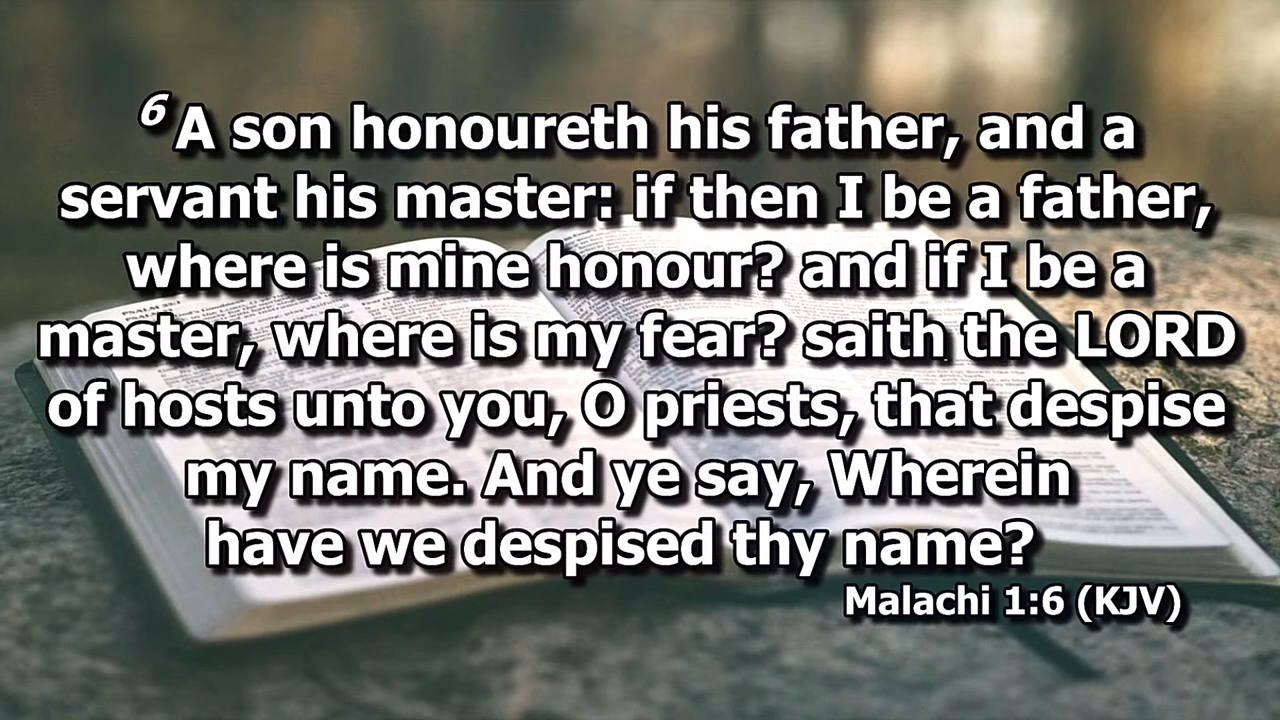 6 A son honoureth his father, and a
servant his master: if then I be a father,
where is mine honour? and if I be a
master, where is my fear? saith the LORD
of hosts unto you, O priests, that despise
my name. And ye say, Wherein
have we despised thy name?
Malachi 1:6 (KJV)